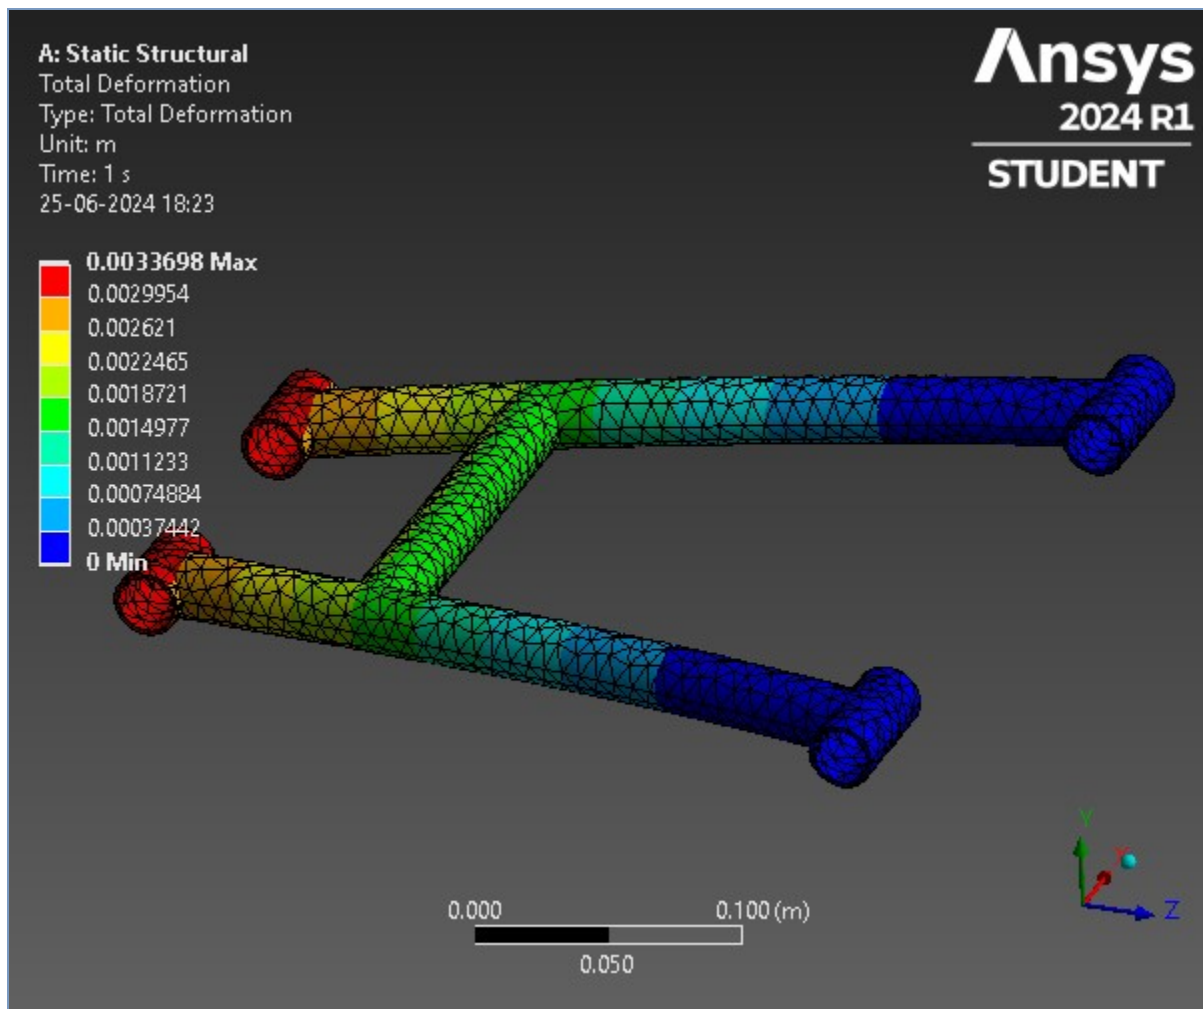 A: Static Structural
Total Deformation
Type: Total Deformation
Unit: m
Time: 1 s
25-06-2024 18:23
Ansys
2024 R1
STUDENT
0.0033698 Max
0.0029954
0.002621
0.0022465
0.0018721
0.0014977
0.0011233
0.00074884
0.00037442
0 Min
Y
X
Z
0.000
0.100 (m)
0.050